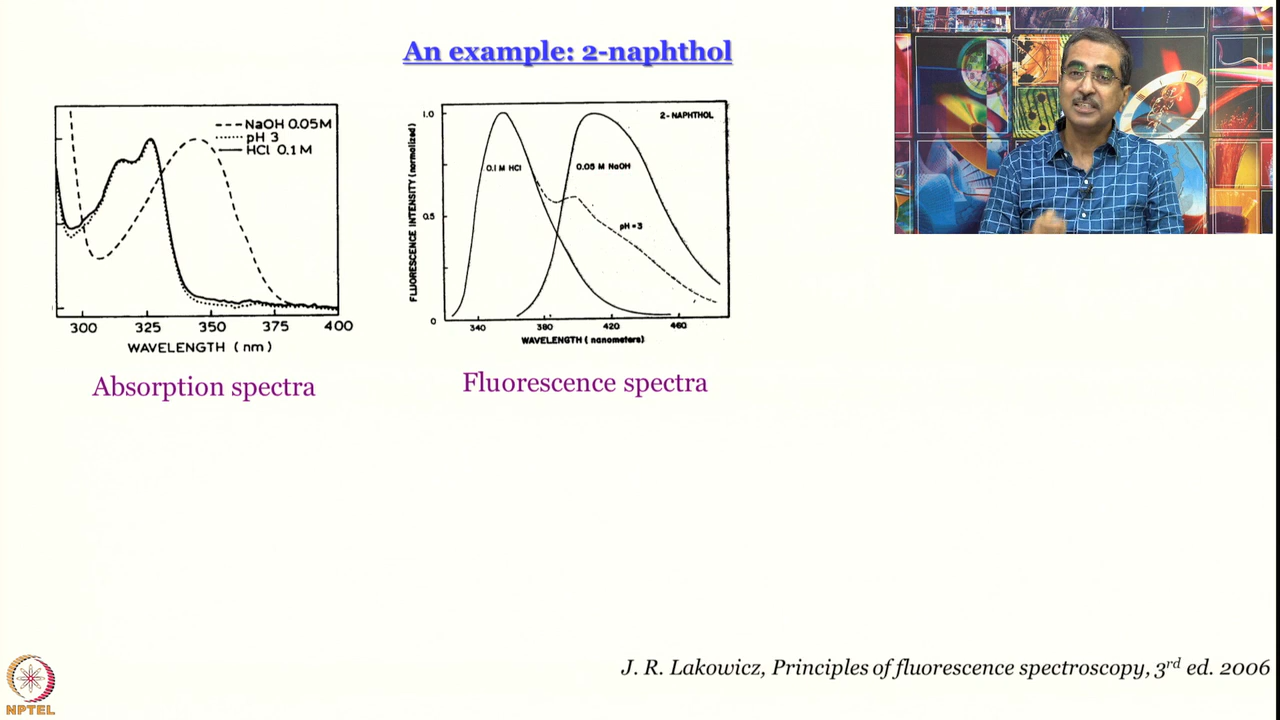 An example: 2-naphthol
NaOH 0.05M
pH 3
HCl 0.1M
300 325 350 375 400
WAVELENGTH (nm)
Absorption spectra
FLUORESCENCE INTENSITY (normalized)
1.0
0.5
0
2-NAPHTHOL
0.1 M HCl
0.05 M NaOH
pH=3
340 380 420 460
WAVELENGTH (nanometers)
Fluorescence spectra
J. R. Lakowicz, Principles of fluorescence spectroscopy, 3rd ed. 2006
NPTEL